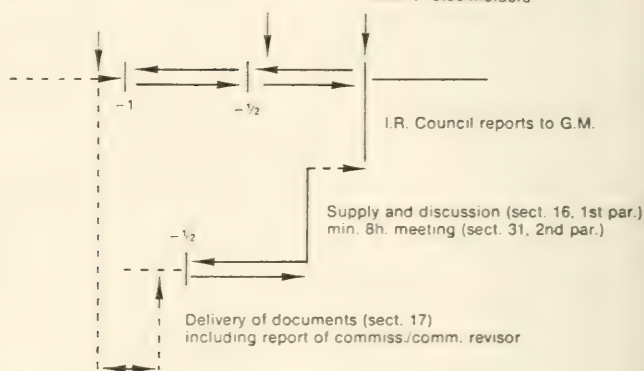 -1
-½
I.R. Council reports to G.M.
Supply and discussion (sect. 16, 1st par.)
min. 8h. meeting (sect. 31, 2nd par.)
-½
Delivery of documents (sect. 17)
including report of commiss./comm. revisor